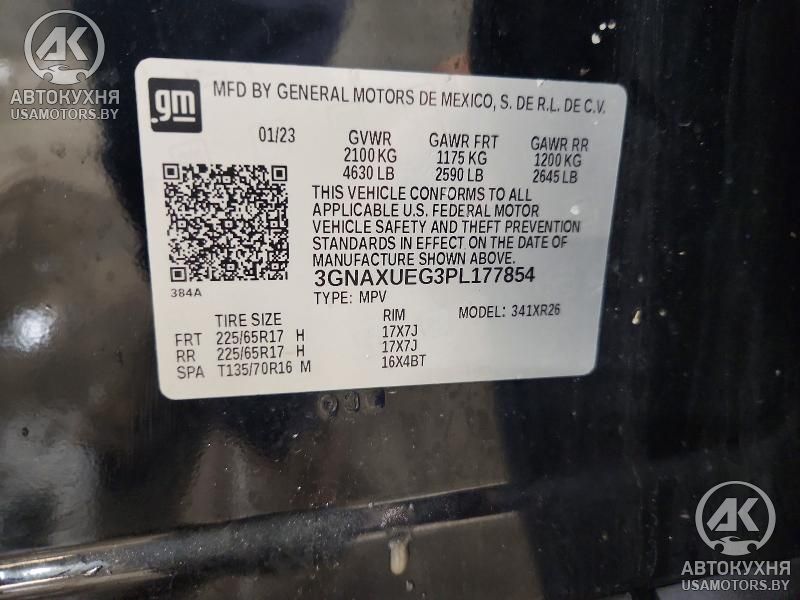 AK
АВТОКУХНЯ
USAMOTORS.BY
gm
MFD BY GENERAL MOTORS DE MEXICO, S. DE R.L. DE C.V.
01/23 GVWR GAWR FRT GAWR RR
2100 KG 1175 KG 1200 KG
4630 LB 2590 LB 2645 LB
THIS VEHICLE CONFORMS TO ALL
APPLICABLE U.S. FEDERAL MOTOR
VEHICLE SAFETY AND THEFT PREVENTION
STANDARDS IN EFFECT ON THE DATE OF
MANUFACTURE SHOWN ABOVE.
3GNAXUEG3PL177854
384A TYPE: MPV
TIRE SIZE RIM MODEL: 341XR26
FRT 225/65R17 H 17X7J
RR 225/65R17 H 17X7J
SPA T135/70R16 M 16X4BT
AK
АВТОКУХНЯ
USAMOTORS.BY